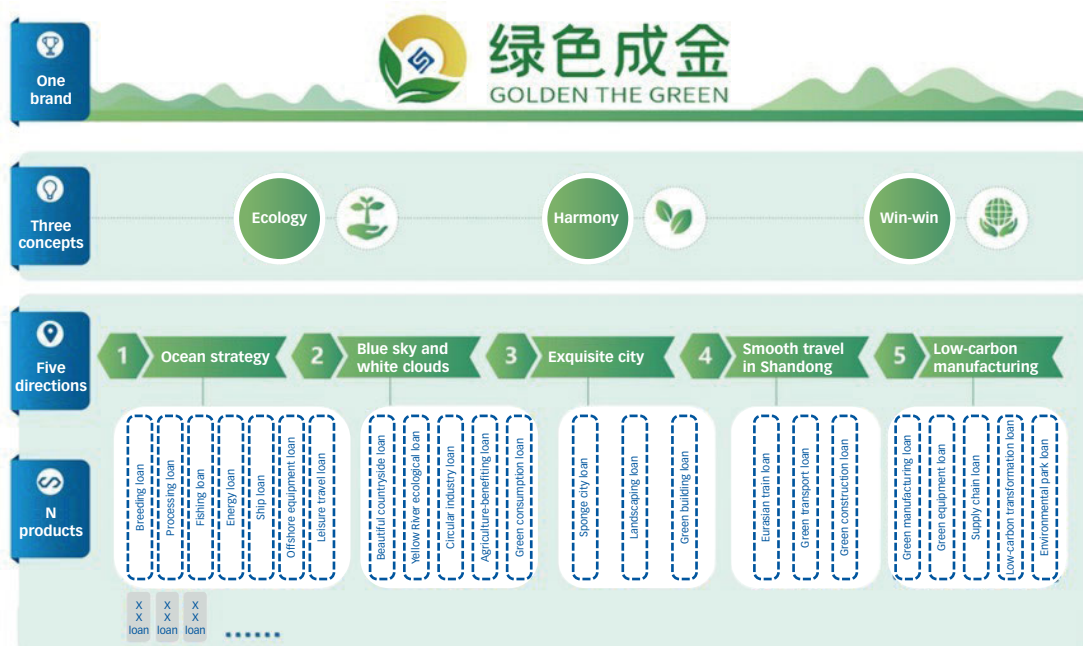 One
brand
绿色成金
GOLDEN THE GREEN
Three
concepts
Ecology
Harmony
Win-win
Five
directions
1
Ocean strategy
2
Blue sky and
white clouds
3
Exquisite city
4
Smooth travel
in Shandong
5
Low-carbon
manufacturing
N
products
Breeding loan
Processing loan
Fishing loan
Energy loan
Ship loan
Offshore equipment loan
Leisure travel loan
Beautiful countryside loan
Yellow River ecological loan
Circular industry loan
Agriculture-benefiting loan
Green consumption loan
Sponge city loan
Landscaping loan
Green building loan
Eurasian train loan
Green transport loan
Green construction loan
Green manufacturing loan
Green equipment loan
Supply chain loan
Low-carbon transformation loan
Environmental park loan
X
X
loan
X
X
loan
X
X
loan
......